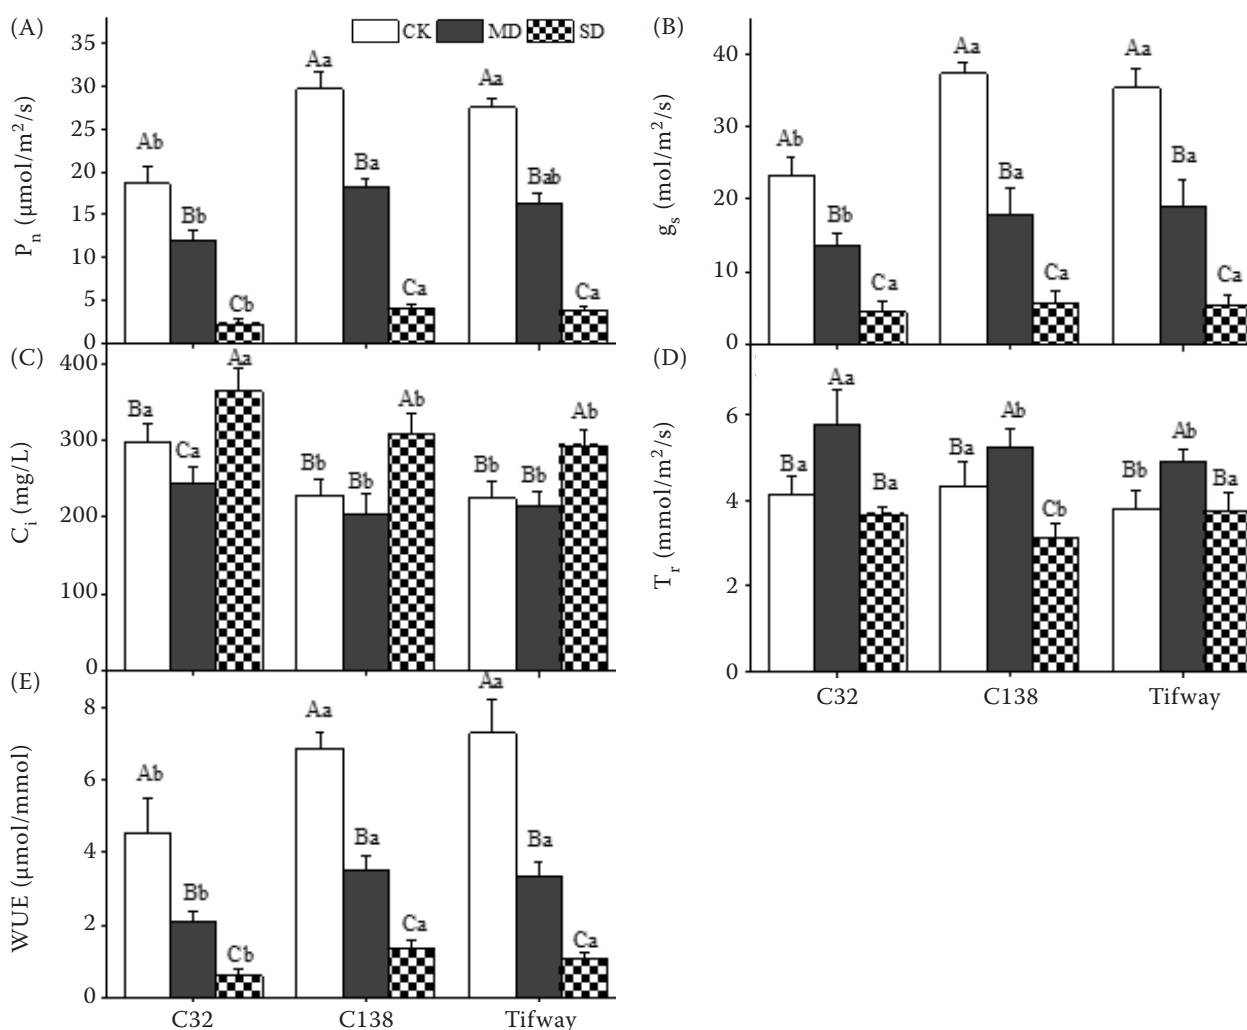 (A)
CK MD SD
35
30
25
20
15
10
5
0
Pn (μmol/m²/s)
Ab Bb Cb
Aa Ba Ca
Aa Bab Ca
(B)
40
30
20
10
0
gs (mol/m²/s)
Ab Bb Ca
Aa Ba Ca
Aa Ba Ca
(C)
400
300
200
100
0
Ci (mg/L)
Ba Ca Aa
Bb Bb Ab
Bb Bb Ab
(D)
6
4
2
0
Tr (mmol/m²/s)
Ba Aa Ba
Ba Ab Cb
Bb Ab Ba
C32 C138 Tifway
(E)
8
6
4
2
0
WUE (μmol/mmol)
Ab Bb Cb
Aa Ba Ca
Aa Ba Ca
C32 C138 Tifway